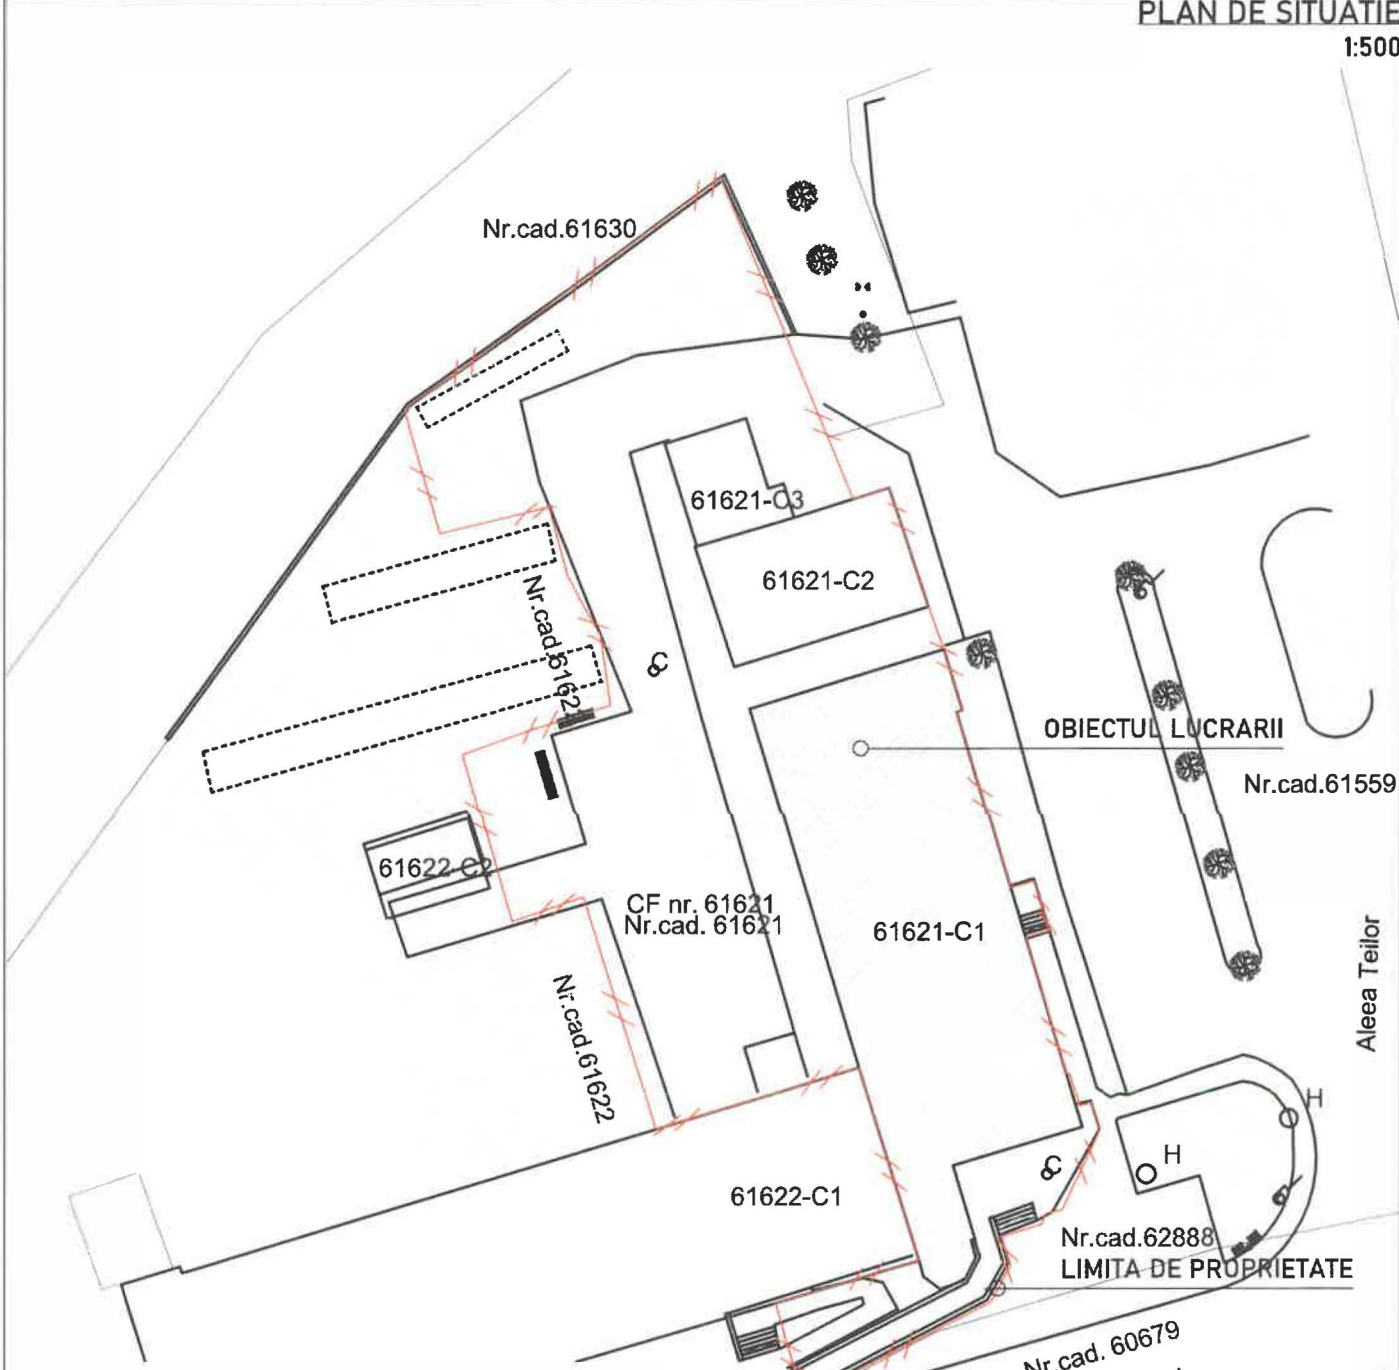 PLAN DE SITUATIE
1:500
Nr.cad.61630
61621-C3
61621-C2
Nr.cad.61621
C
OBIECTUL LUCRARII
Nr.cad.61559
61622-C2
CF nr. 61621
Nr.cad. 61621
61621-C1
Aleea Teilor
Nr.cad.61622
H
H
C
61622-C1
Nr.cad.62888
LIMITA DE PROPRIETATE
Nr.cad. 60679